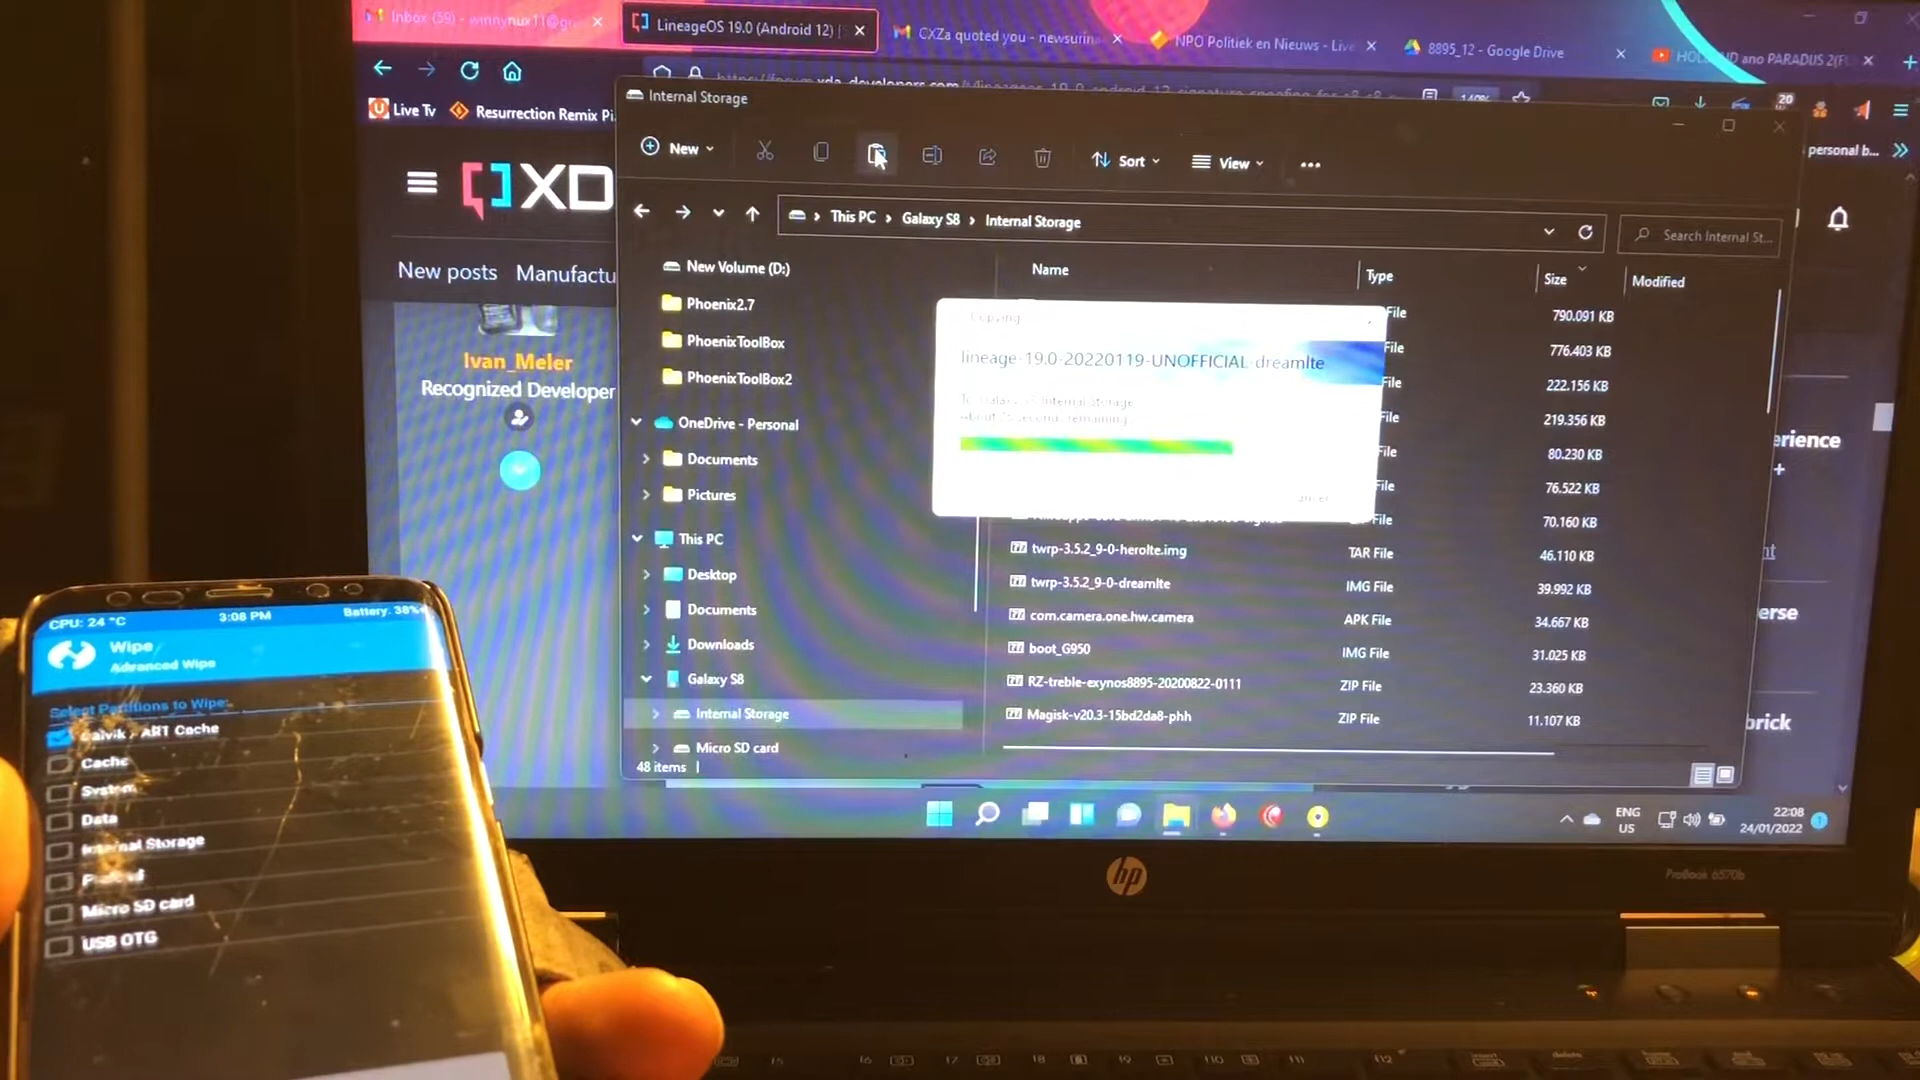 Inbox (59) - winnynux11@g
LineageOS 19.0 (Android 12) [
CXZa quoted you - newsurina
NPO Politiek en Nieuws - Live
8895_12 - Google Drive
Live Tv
Resurrection Remix Pi
140%
20
personal b...
XD
New posts
Manufactu
Ivan_Meler
Recognized Developer
erience
+
erse
brick
Internal Storage
New
Sort
View
This PC
Galaxy S8
Internal Storage
Search Internal St...
New Volume (D:)
Phoenix2.7
PhoenixToolBox
PhoenixToolBox2
OneDrive - Personal
Documents
Pictures
This PC
Desktop
Documents
Downloads
Galaxy S8
Internal Storage
Micro SD card
48 items
Name Type Size Modified
File 790.091 KB
File 776.403 KB
File 222.156 KB
File 219.356 KB
File 80.230 KB
File 76.522 KB
File 70.160 KB
twrp-3.5.2_9-0-herolte.img TAR File 46.110 KB
twrp-3.5.2_9-0-dreamlte IMG File 39.992 KB
com.camera.one.hw.camera APK File 34.667 KB
boot_G950 IMG File 31.025 KB
RZ-treble-exynos8895-20200822-0111 ZIP File 23.360 KB
Magisk-v20.3-15bd2da8-phh ZIP File 11.107 KB
Copying
lineage-19.0-20220119-UNOFFICIAL-dreamlte
ENG
US
22:08
24/01/2022
hp
ProBook 6570b
CPU: 24 °C
3:08 PM
Battery: 38%
Wipe
Advanced Wipe
Select Partitions to Wipe:
Dalvik / ART Cache
Cache
System
Data
Internal Storage
Preload
Micro SD card
USB OTG